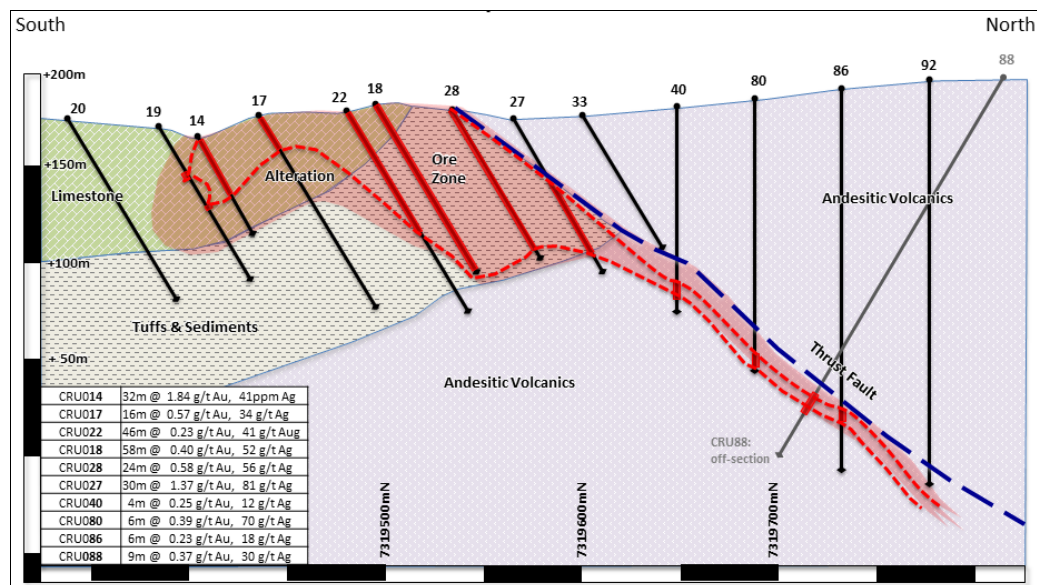 South
North
88
92
86
80
40
33
27
28
18
22
17
14
19
20
+200m
+150m
+100m
+ 50m
Limestone
Alteration
Ore
Zone
Andesitic Volcanics
Tuffs & Sediments
Andesitic Volcanics
Thrust Fault
CRU88:
off-section
CRU014 32m @ 1.84 g/t Au, 41ppm Ag
CRU017 16m @ 0.57 g/t Au, 34 g/t Ag
CRU022 46m @ 0.23 g/t Au, 41 g/t Aug
CRU018 58m @ 0.40 g/t Au, 52 g/t Ag
CRU028 24m @ 0.58 g/t Au, 56 g/t Ag
CRU027 30m @ 1.37 g/t Au, 81 g/t Ag
CRU040 4m @ 0.25 g/t Au, 12 g/t Ag
CRU080 6m @ 0.39 g/t Au, 70 g/t Ag
CRU086 6m @ 0.23 g/t Au, 18 g/t Ag
CRU088 9m @ 0.37 g/t Au, 30 g/t Ag
7319500mN
7319600mN
7319700mN